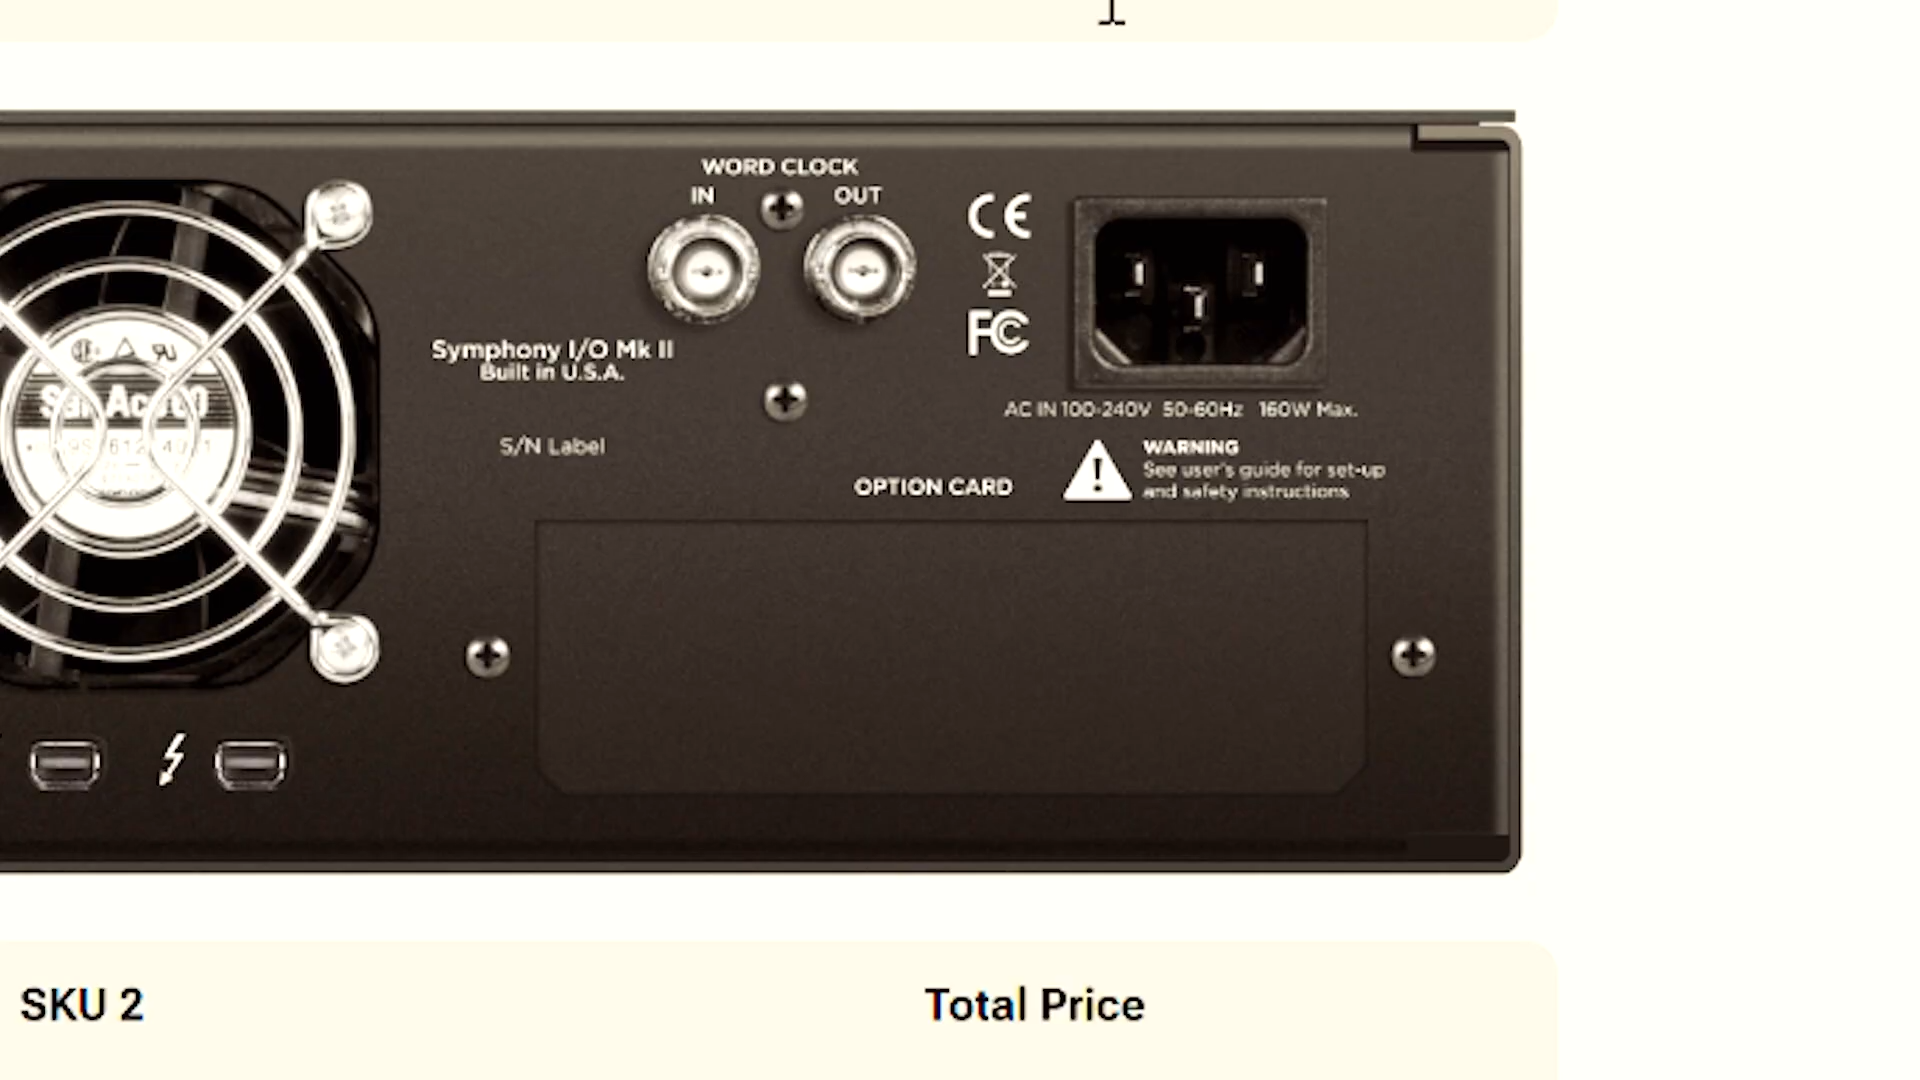 WORD CLOCK
IN OUT
Symphony I/O Mk II
Built in U.S.A.
S/N Label
CE
FC
AC IN 100-240V 50-60Hz 160W Max.
WARNING
See user's guide for set-up
and safety instructions
OPTION CARD
SKU 2
Total Price